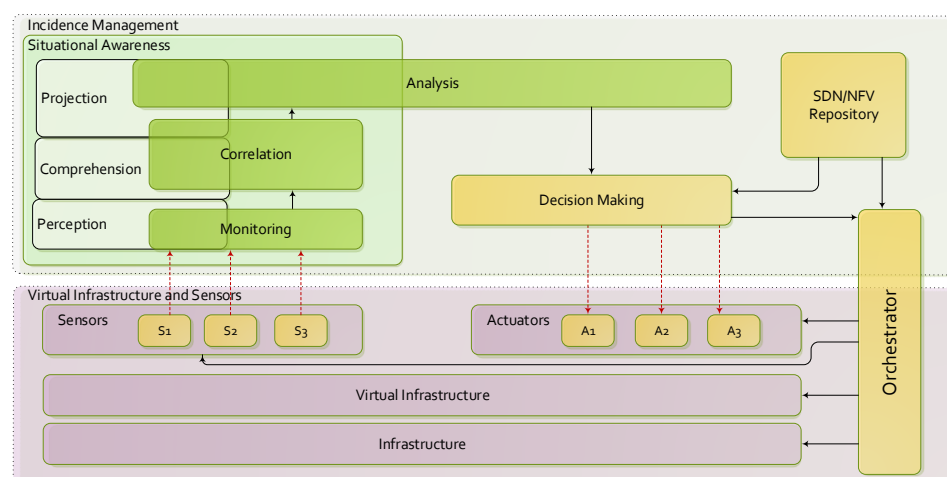 Incidence Management
Situational Awareness
Projection
Analysis
SDN/NFV
Repository
Comprehension
Correlation
Decision Making
Perception
Monitoring
Virtual Infrastructure and Sensors
Sensors
S1
S2
S3
Actuators
A1
A2
A3
Orchestrator
Virtual Infrastructure
Infrastructure